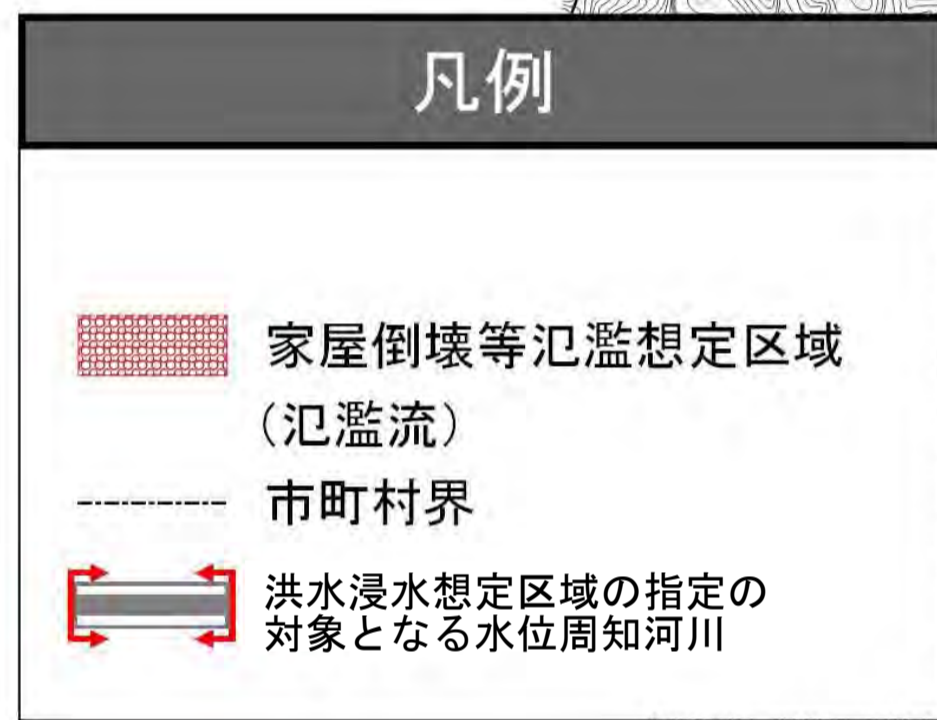 凡例
家屋倒壊等氾濫想定区域
（氾濫流）
市町村界
洪水浸水想定区域の指定の
対象となる水位周知河川